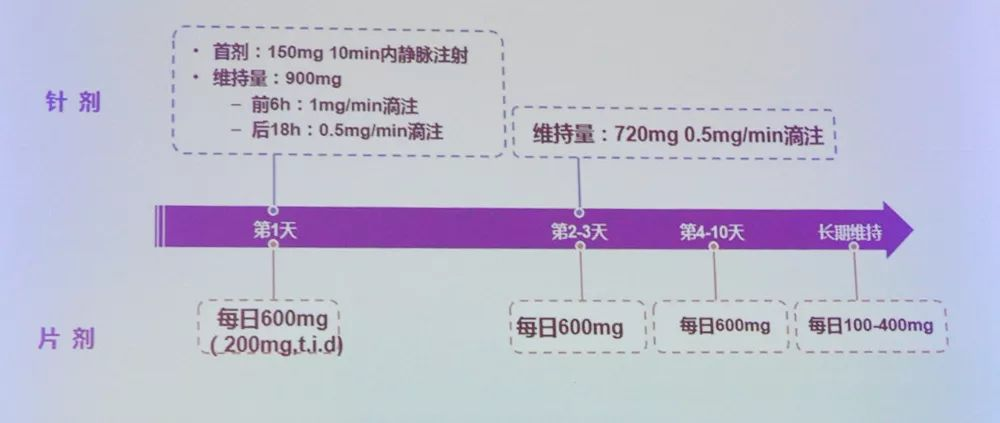 • 首剂：150mg 10min内静脉注射
• 维持量：900mg
– 前6h：1mg/min滴注
– 后18h：0.5mg/min滴注
针 剂
维持量：720mg 0.5mg/min滴注
第1天
第2-3天
第4-10天
长期维持
片 剂
每日600mg
( 200mg,t.i.d)
每日600mg
每日600mg
每日100-400mg